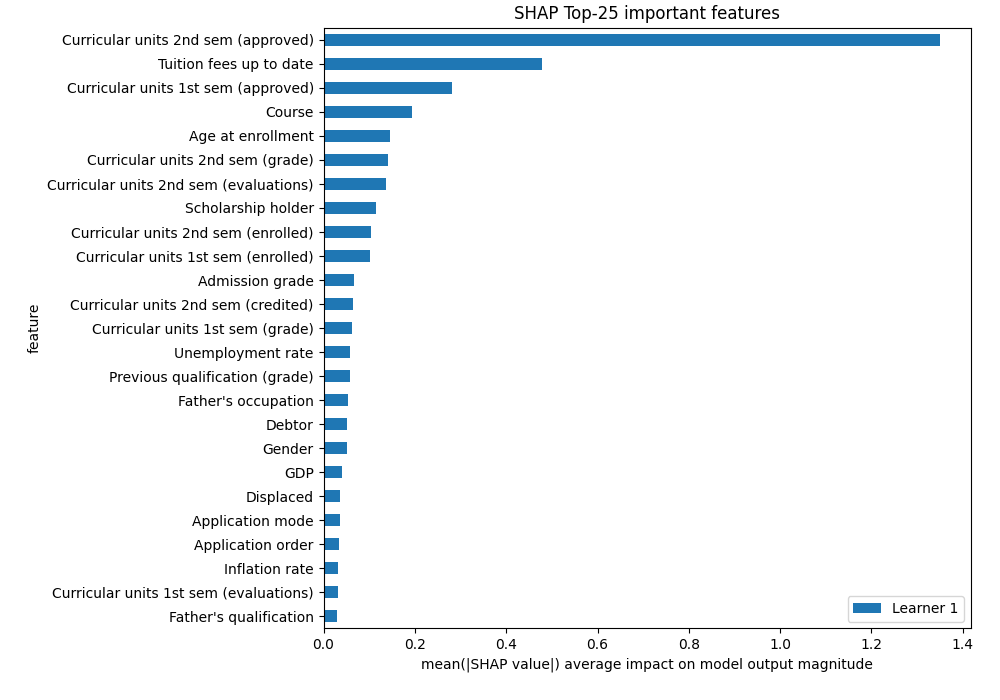 SHAP Top-25 important features
Curricular units 2nd sem (approved)
Tuition fees up to date
Curricular units 1st sem (approved)
Course
Age at enrollment
Curricular units 2nd sem (grade)
Curricular units 2nd sem (evaluations)
Scholarship holder
Curricular units 2nd sem (enrolled)
Curricular units 1st sem (enrolled)
Admission grade
Curricular units 2nd sem (credited)
Curricular units 1st sem (grade)
Unemployment rate
Previous qualification (grade)
Father's occupation
Debtor
Gender
GDP
Displaced
Application mode
Application order
Inflation rate
Curricular units 1st sem (evaluations)
Father's qualification
feature
Learner 1
0.0 0.2 0.4 0.6 0.8 1.0 1.2 1.4
mean(|SHAP value|) average impact on model output magnitude